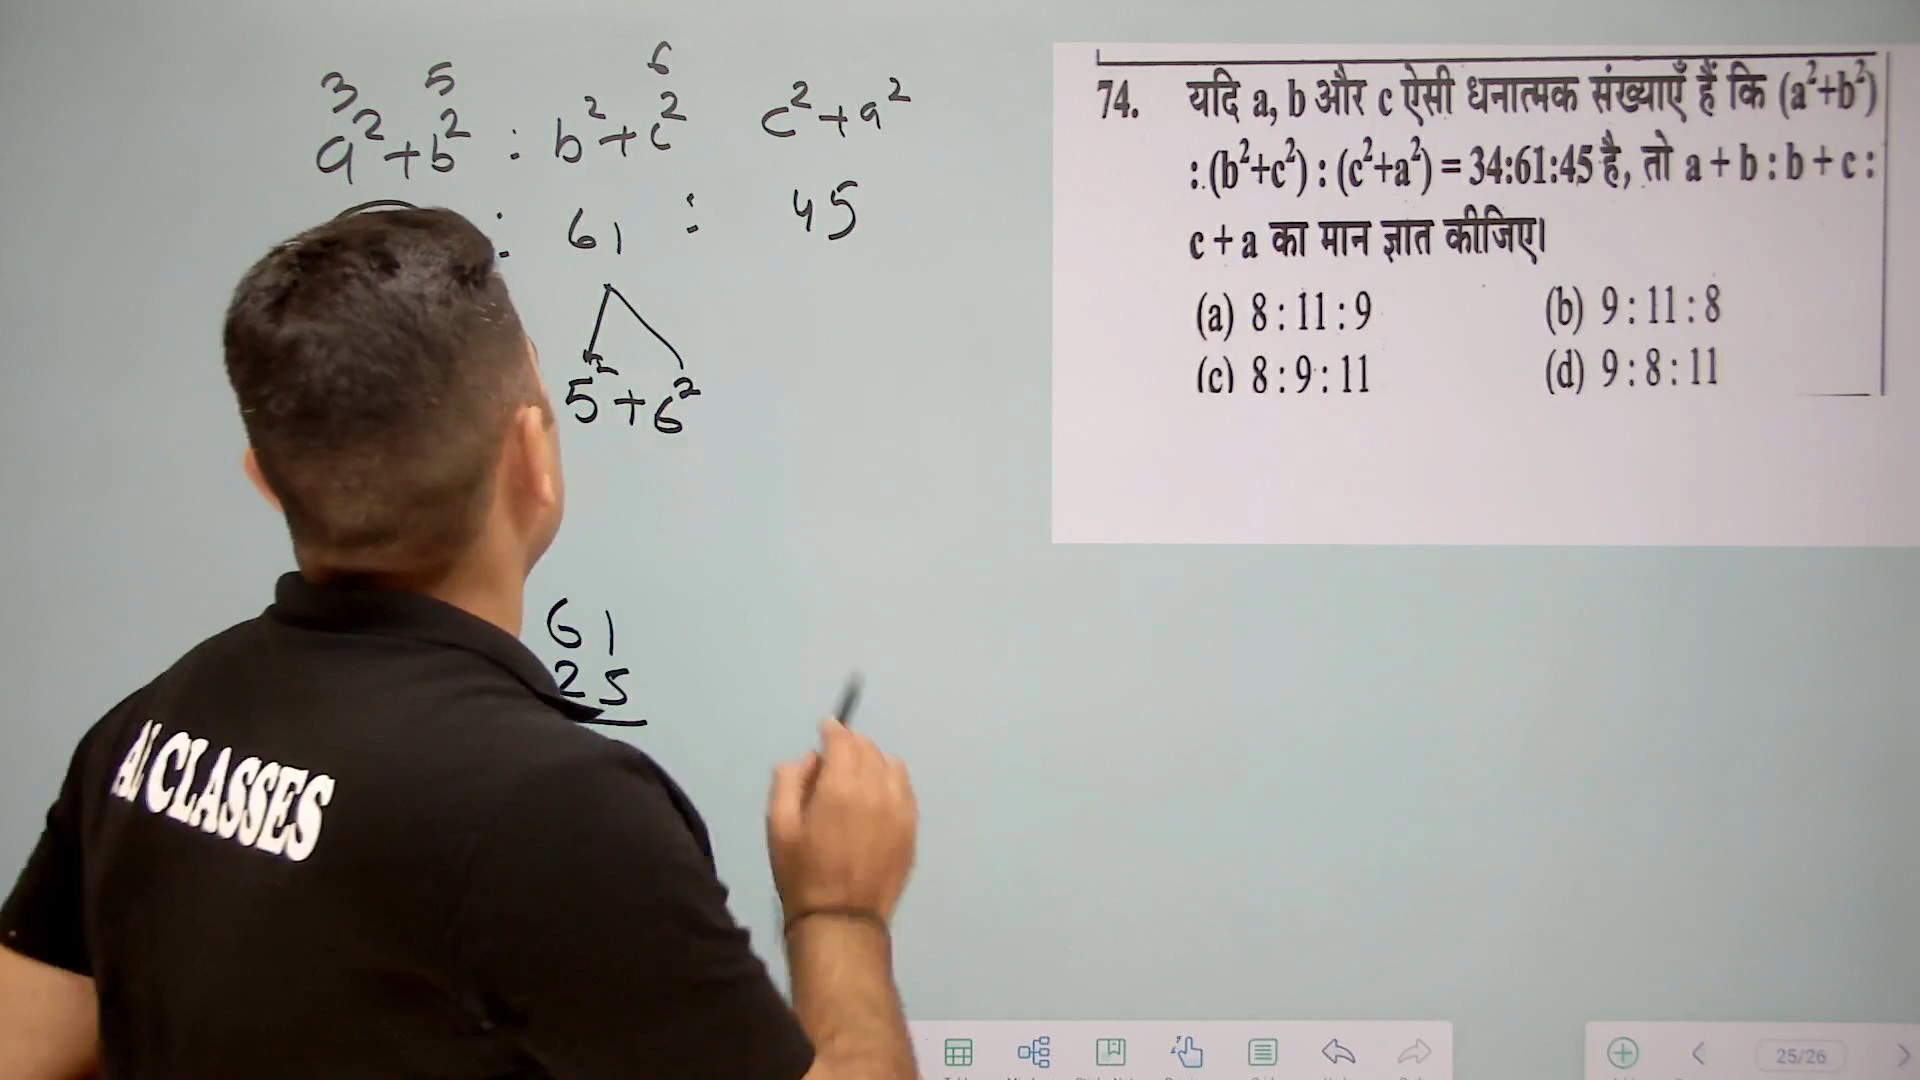 3 5 6
a²+b² : b²+c² c²+a²
: 61 : 45
5²+6²
61
25
74. यदि a, b और c ऐसी धनात्मक संख्याएँ हैं कि (a²+b²)
:(b²+c²) : (c²+a²) = 34:61:45 है, तो a + b : b + c :
c + a का मान ज्ञात कीजिए।
(a) 8 : 11 : 9 (b) 9 : 11 : 8
(c) 8 : 9 : 11 (d) 9 : 8 : 11
CLASSES
25/26